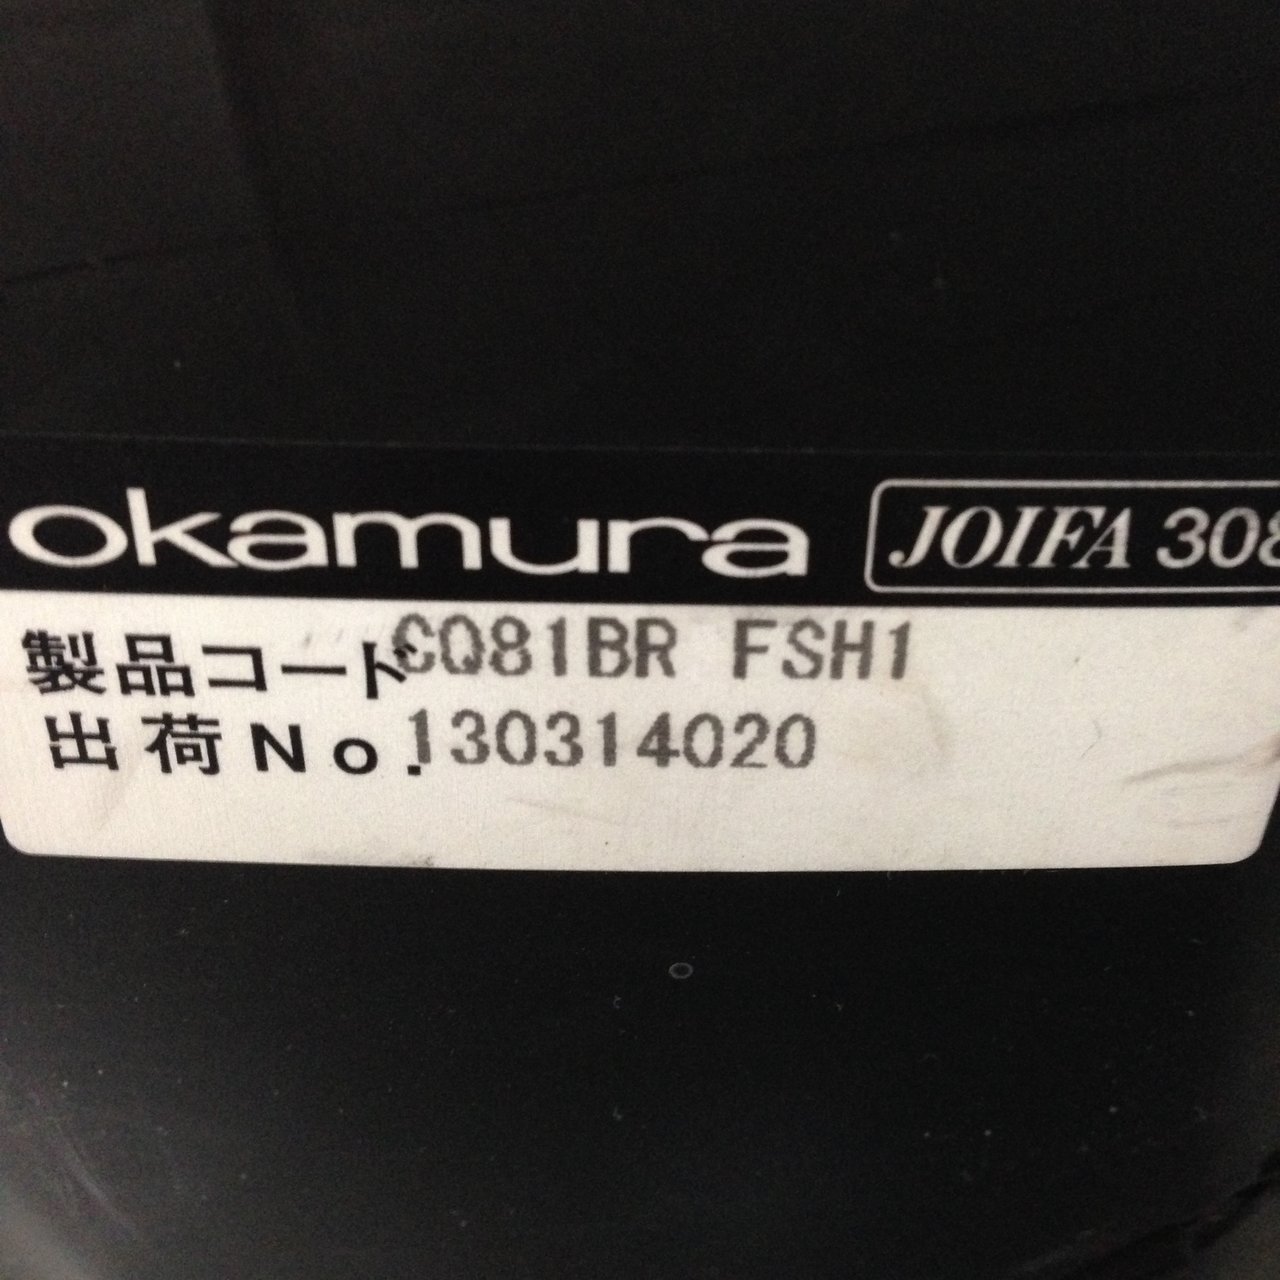 okamura JOIFA 308
製品コード CQ81BR FSH1
出荷No. 130314020